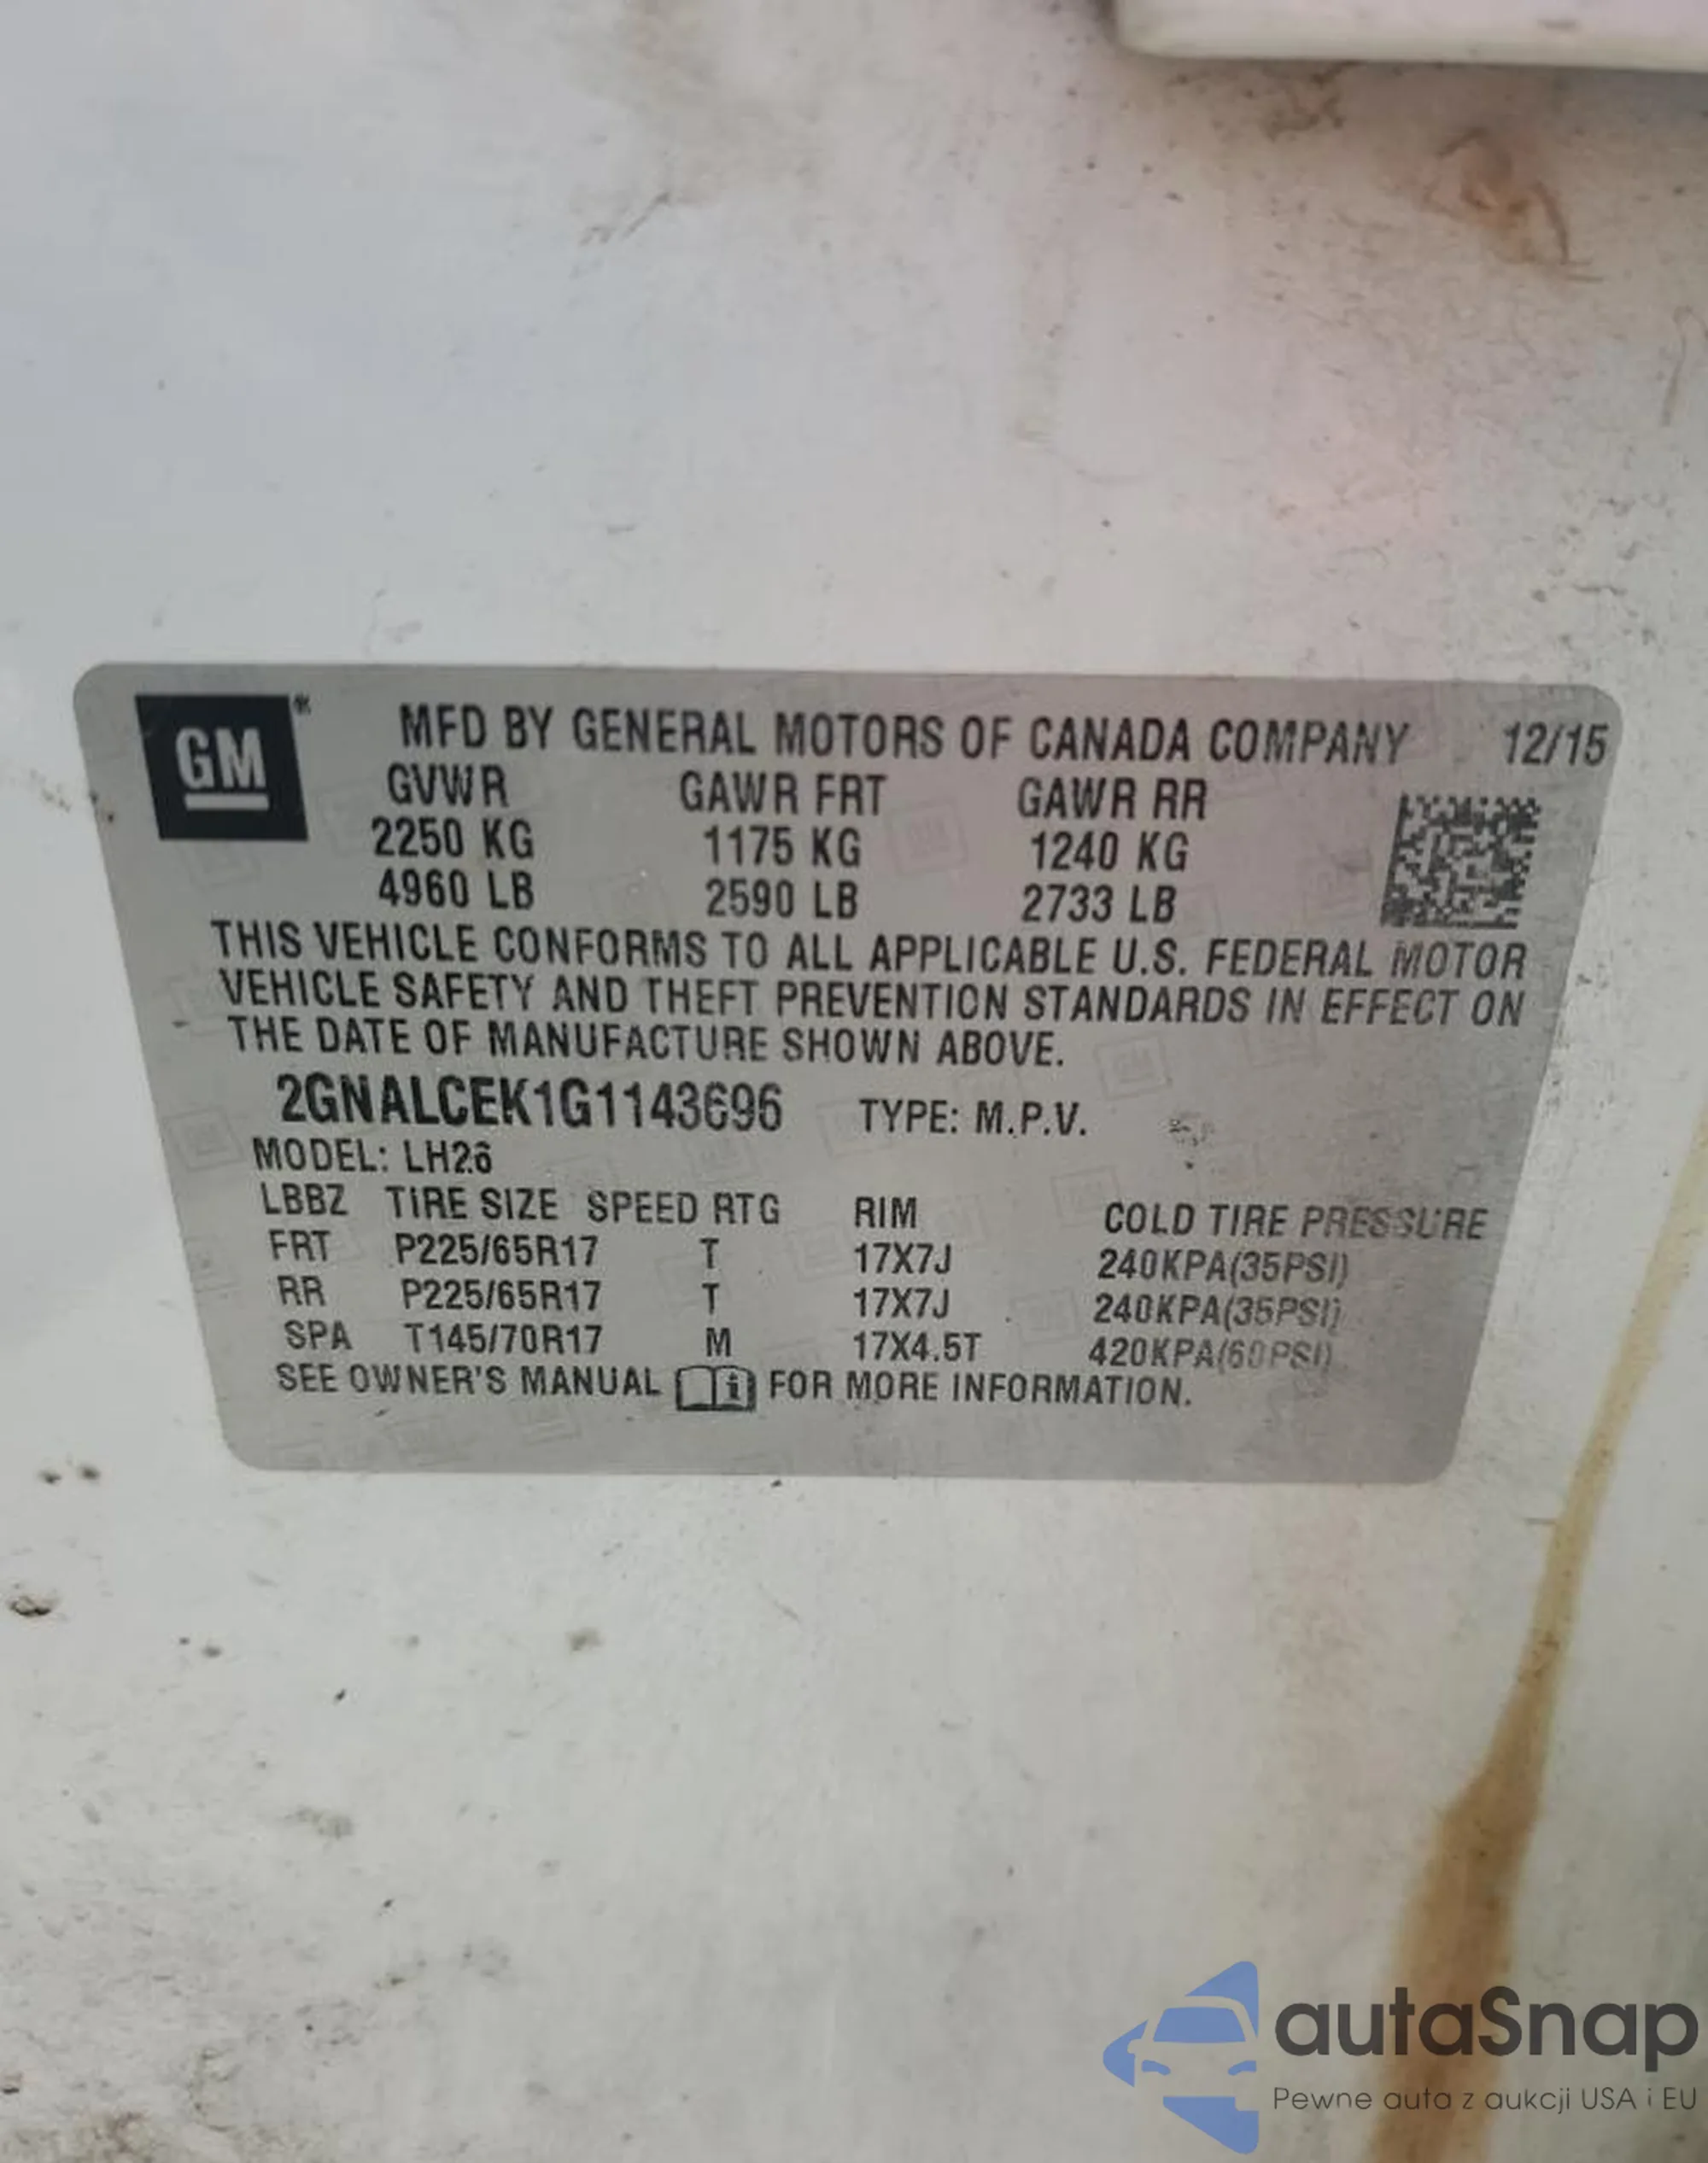 GM
MFD BY GENERAL MOTORS OF CANADA COMPANY 12/15
GVWR GAWR FRT GAWR RR
2250 KG 1175 KG 1240 KG
4960 LB 2590 LB 2733 LB
THIS VEHICLE CONFORMS TO ALL APPLICABLE U.S. FEDERAL MOTOR
VEHICLE SAFETY AND THEFT PREVENTION STANDARDS IN EFFECT ON
THE DATE OF MANUFACTURE SHOWN ABOVE.
2GNALCEK1G1143696 TYPE: M.P.V.
MODEL: LH26
LBBZ TIRE SIZE SPEED RTG RIM COLD TIRE PRESSURE
FRT P225/65R17 T 17X7J 240KPA(35PSI)
RR P225/65R17 T 17X7J 240KPA(35PSI)
SPA T145/70R17 M 17X4.5T 420KPA(60PSI)
SEE OWNER'S MANUAL i FOR MORE INFORMATION.
autaSnap
Pewne auta z aukcji USA i EU